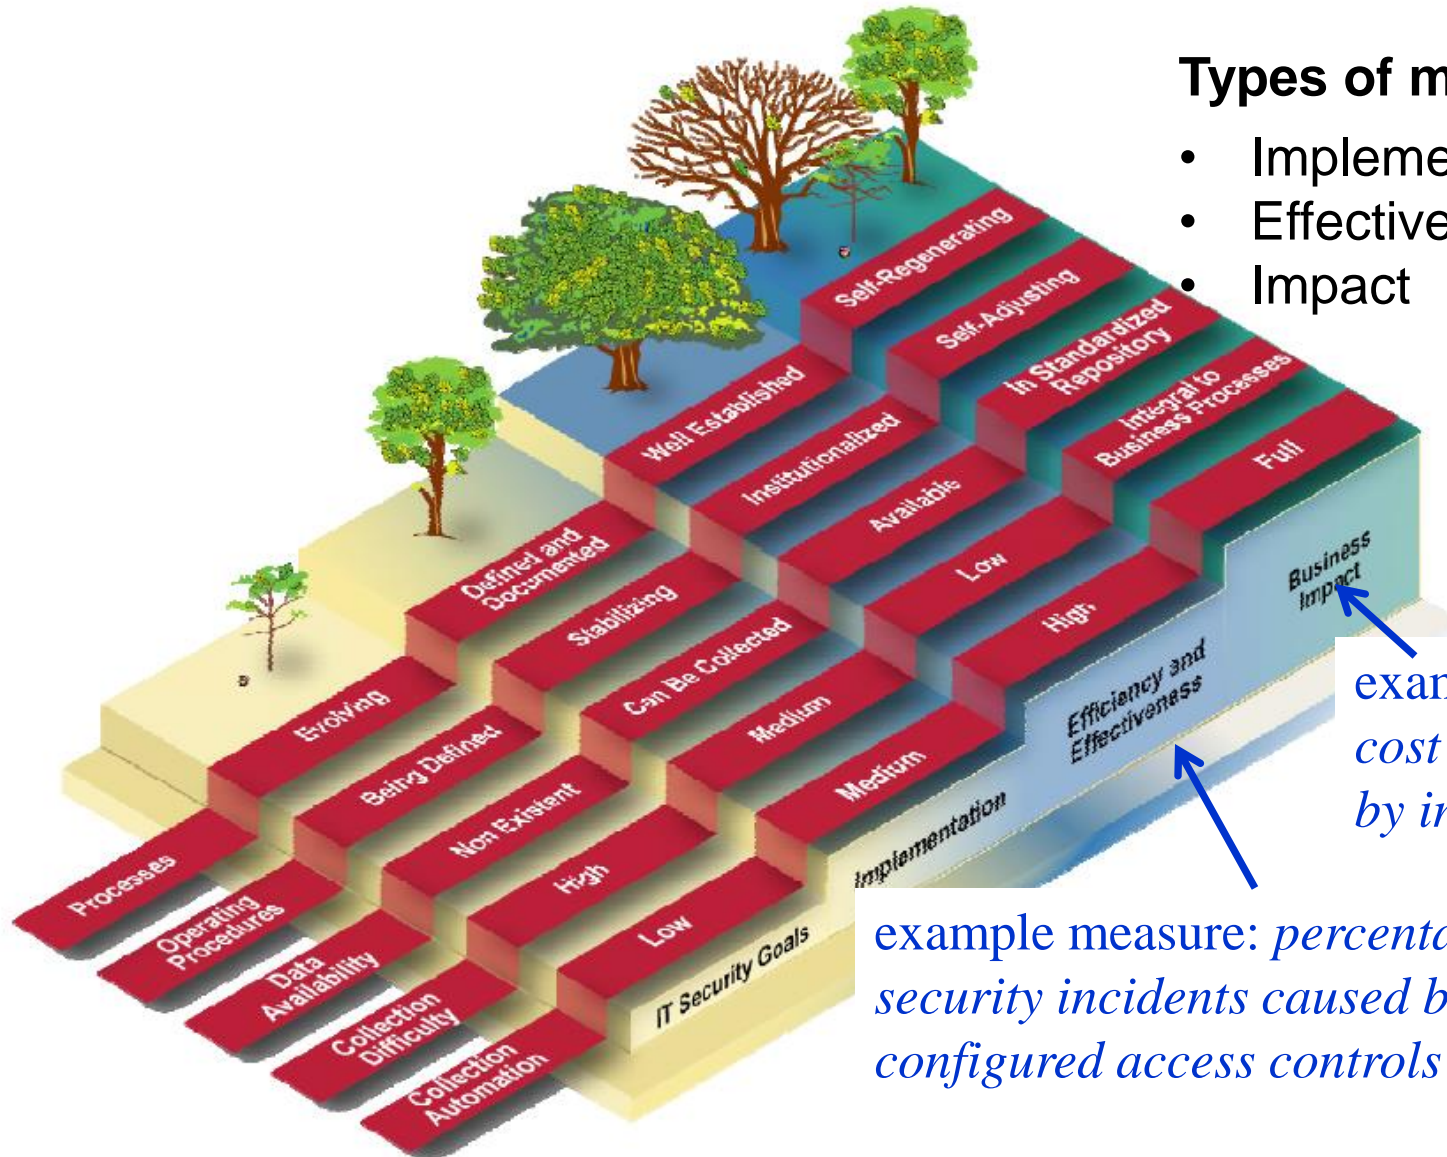 Types of m
• Impleme
• Effective
• Impact
Self-Regenerating
Self-Adjusting
In Standardized
Repository
Integral to
Business Processes
Full
Well Established
Institutionalized
Available
Low
High
Defined and
Documented
Stabilizing
Can Be Collected
Medium
Medium
Evolving
Being Defined
Non Existent
High
Low
Processes
Operating
Procedures
Data
Availability
Collection
Difficulty
Collection
Automation
IT Security Goals
Implementation
Efficiency and
Effectiveness
Business
Impact
exam
cost
by in
example measure: percenta
security incidents caused b
configured access controls